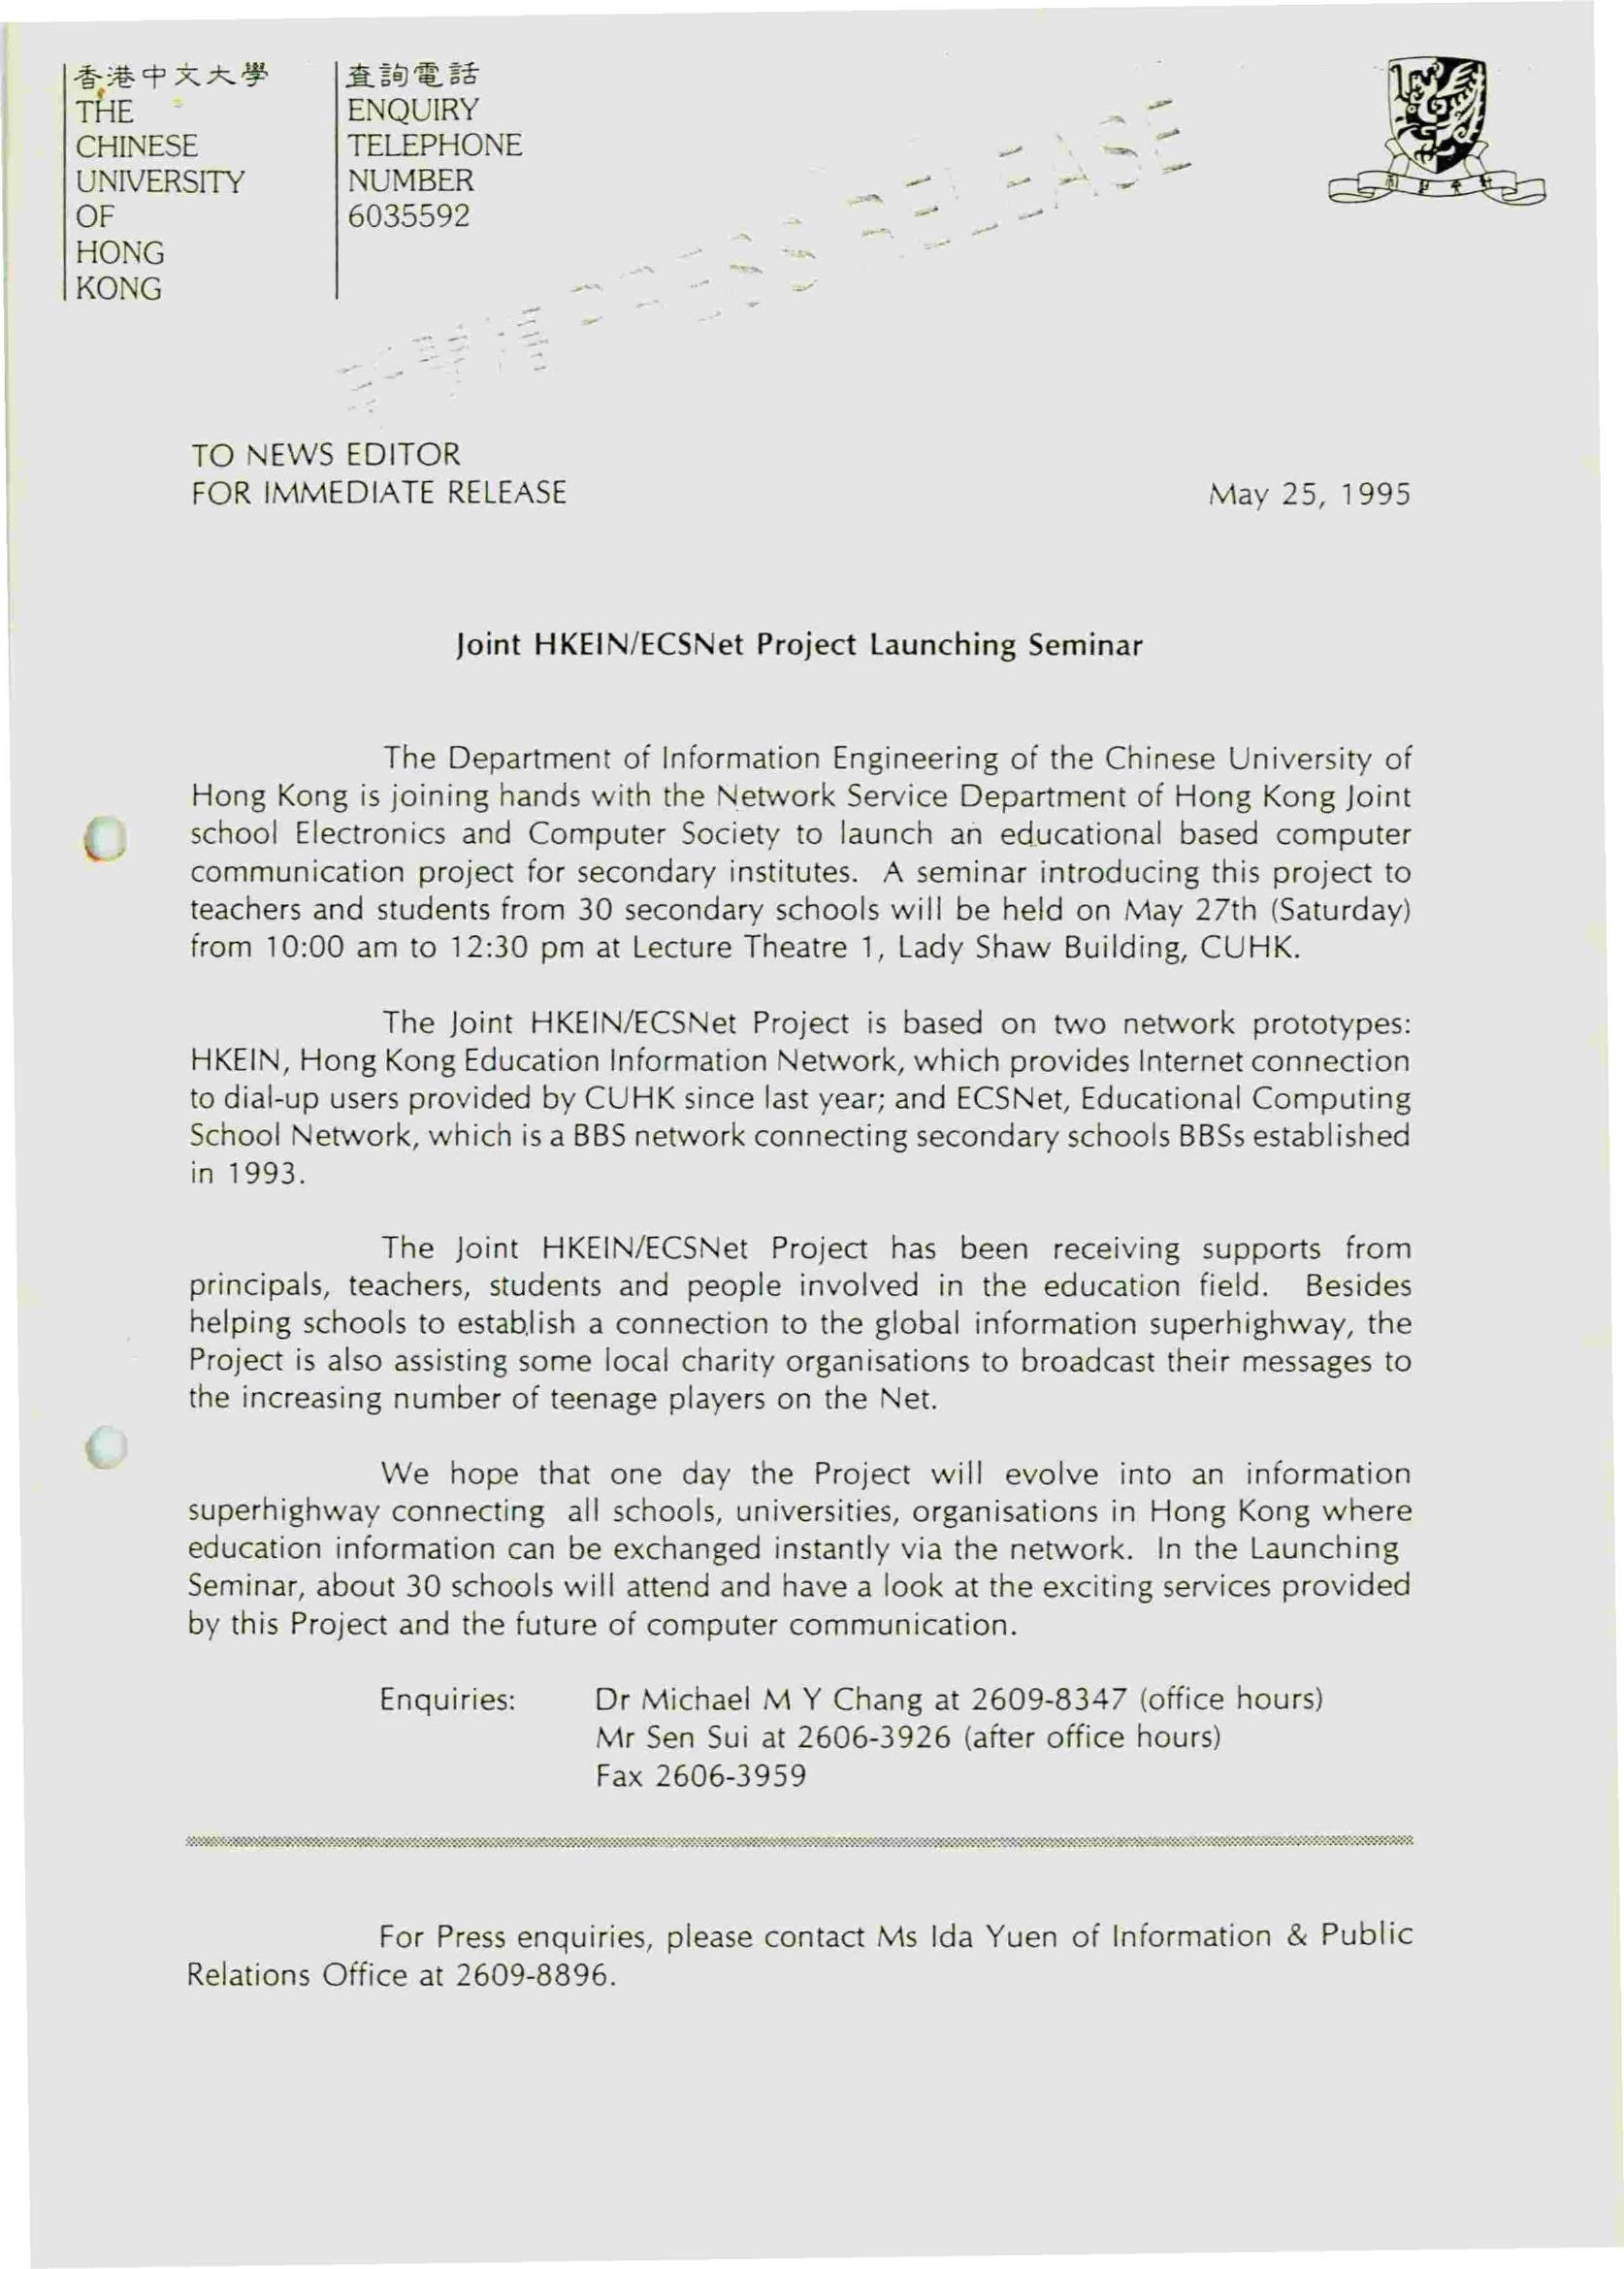 香港中文大學
THE
CHINESE
UNIVERSITY
OF
HONG
KONG
查詢電話
ENQUIRY
TELEPHONE
NUMBER
6035592
PRESS RELEASE
TO NEWS EDITOR
FOR IMMEDIATE RELEASE
May 25, 1995
Joint HKEIN/ECSNet Project Launching Seminar
The Department of Information Engineering of the Chinese University of
Hong Kong is joining hands with the Network Service Department of Hong Kong Joint
school Electronics and Computer Society to launch an educational based computer
communication project for secondary institutes. A seminar introducing this project to
teachers and students from 30 secondary schools will be held on May 27th (Saturday)
from 10:00 am to 12:30 pm at Lecture Theatre 1, Lady Shaw Building, CUHK.
The Joint HKEIN/ECSNet Project is based on two network prototypes:
HKEIN, Hong Kong Education Information Network, which provides Internet connection
to dial-up users provided by CUHK since last year; and ECSNet, Educational Computing
School Network, which is a BBS network connecting secondary schools BBSs established
in 1993.
The Joint HKEIN/ECSNet Project has been receiving supports from
principals, teachers, students and people involved in the education field. Besides
helping schools to establish a connection to the global information superhighway, the
Project is also assisting some local charity organisations to broadcast their messages to
the increasing number of teenage players on the Net.
We hope that one day the Project will evolve into an information
superhighway connecting all schools, universities, organisations in Hong Kong where
education information can be exchanged instantly via the network. In the Launching
Seminar, about 30 schools will attend and have a look at the exciting services provided
by this Project and the future of computer communication.
Enquiries: Dr Michael M Y Chang at 2609-8347 (office hours)
Mr Sen Sui at 2606-3926 (after office hours)
Fax 2606-3959
For Press enquiries, please contact Ms Ida Yuen of Information & Public
Relations Office at 2609-8896.